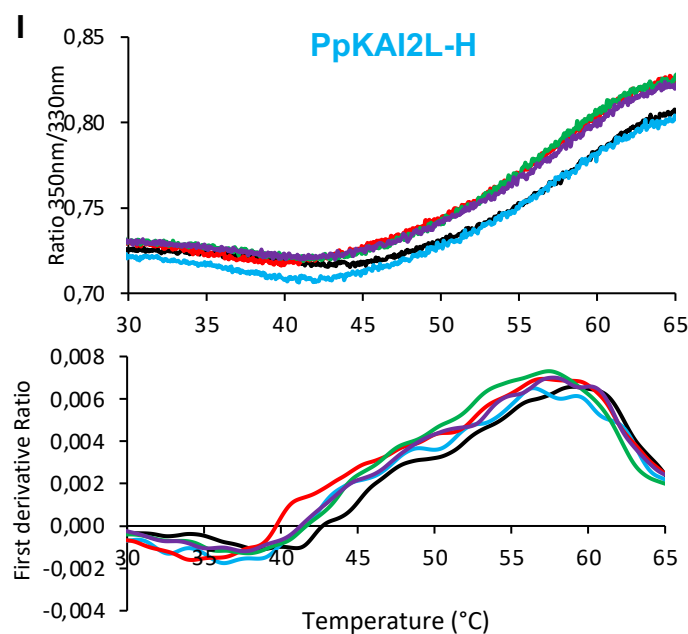 I
PpKAI2L-H
Ratio 350nm/330nm
0,85
0,80
0,75
0,70
30 35 40 45 50 55 60 65
First derivative Ratio
0,008
0,006
0,004
0,002
0,000
-0,002
-0,004
30 35 40 45 50 55 60 65
Temperature (°C)